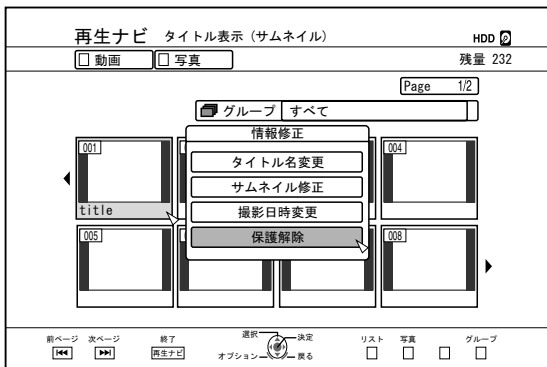 再生ナビ タイトル表示(サムネイル) HDD
動画 写真 残量 232
Page 1/2
グループ すべて
情報修正
001 004
タイトル名変更
サムネイル修正
撮影日時変更
title
保護解除
005 008
前ページ 次ページ 終了 選択 決定 リスト 写真 グループ
再生ナビ オプション 戻る